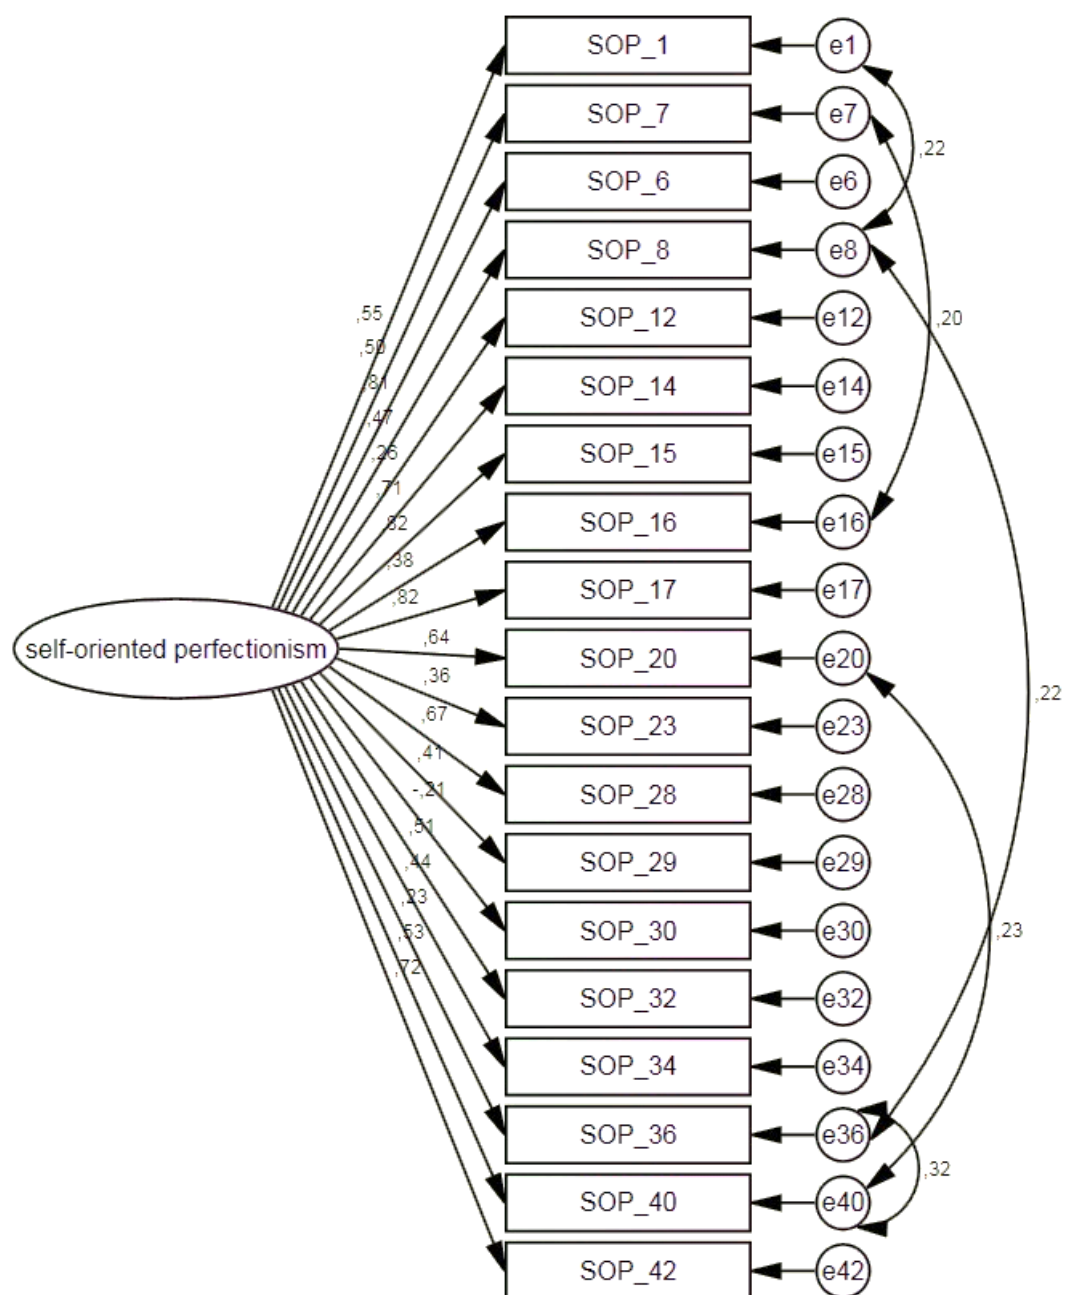 SOP_1
e1
SOP_7
e7
,22
SOP_6
e6
SOP_8
e8
,55
SOP_12
e12
,20
,50
,81
SOP_14
e14
,47
,26
SOP_15
e15
,71
,82
SOP_16
e16
,38
,82
SOP_17
e17
,64
self-oriented perfectionism
SOP_20
e20
,36
,22
,67
SOP_23
e23
,41
-,21
SOP_28
e28
,51
,44
SOP_29
e29
,23
,53
SOP_30
e30
,23
,72
SOP_32
e32
SOP_34
e34
SOP_36
e36
,32
SOP_40
e40
SOP_42
e42